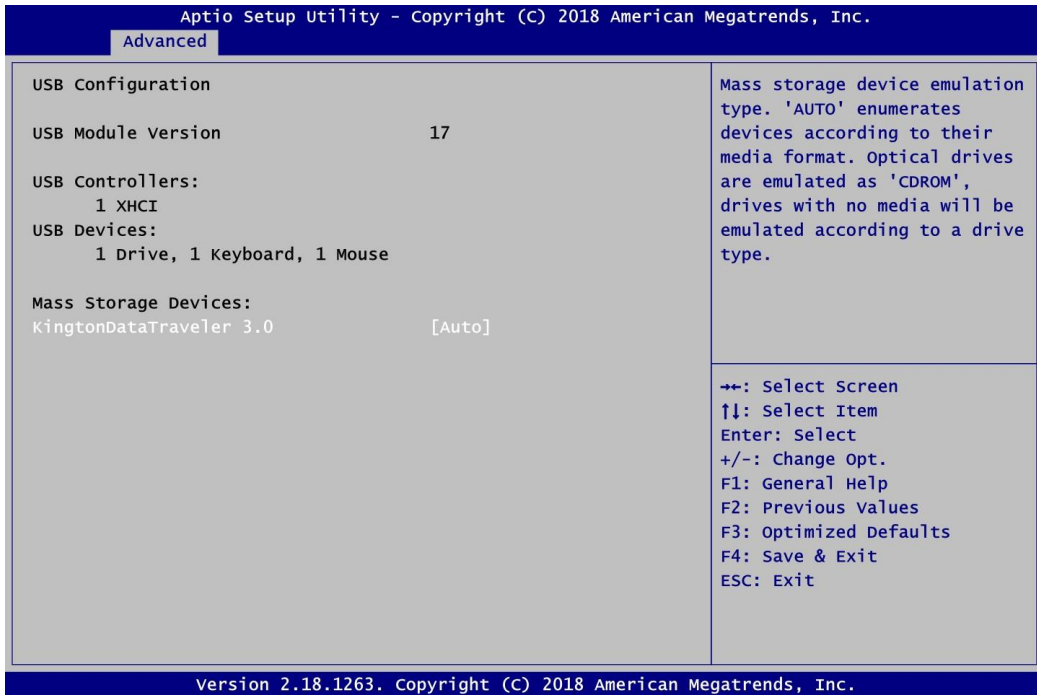 Aptio Setup Utility - Copyright (C) 2018 American Megatrends, Inc.
Advanced
USB Configuration
USB Module Version 17
USB Controllers:
1 XHCI
USB Devices:
1 Drive, 1 Keyboard, 1 Mouse
Mass Storage Devices:
KingtonDataTraveler 3.0 [Auto]
Mass storage device emulation
type. 'AUTO' enumerates
devices according to their
media format. Optical drives
are emulated as 'CDROM',
drives with no media will be
emulated according to a drive
type.
→←: Select Screen
↑↓: Select Item
Enter: Select
+/-: Change Opt.
F1: General Help
F2: Previous Values
F3: Optimized Defaults
F4: Save & Exit
ESC: Exit
Version 2.18.1263. Copyright (C) 2018 American Megatrends, Inc.